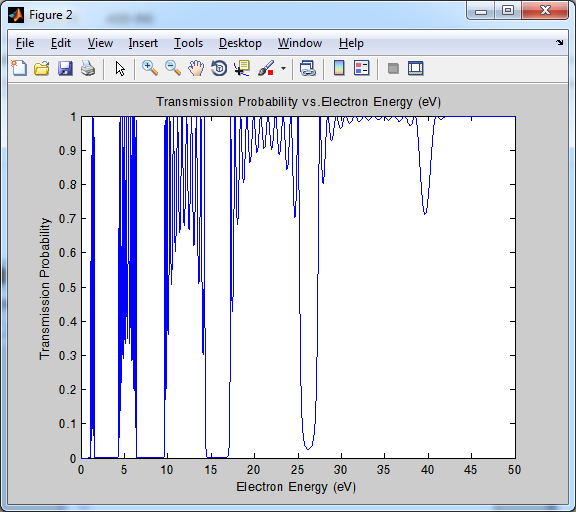 Figure 2
File Edit View Insert Tools Desktop Window Help
Transmission Probability vs.Electron Energy (eV)
1
0.9
0.8
0.7
0.6
0.5
0.4
0.3
0.2
0.1
0
Transmission Probability
0 5 10 15 20 25 30 35 40 45 50
Electron Energy (eV)